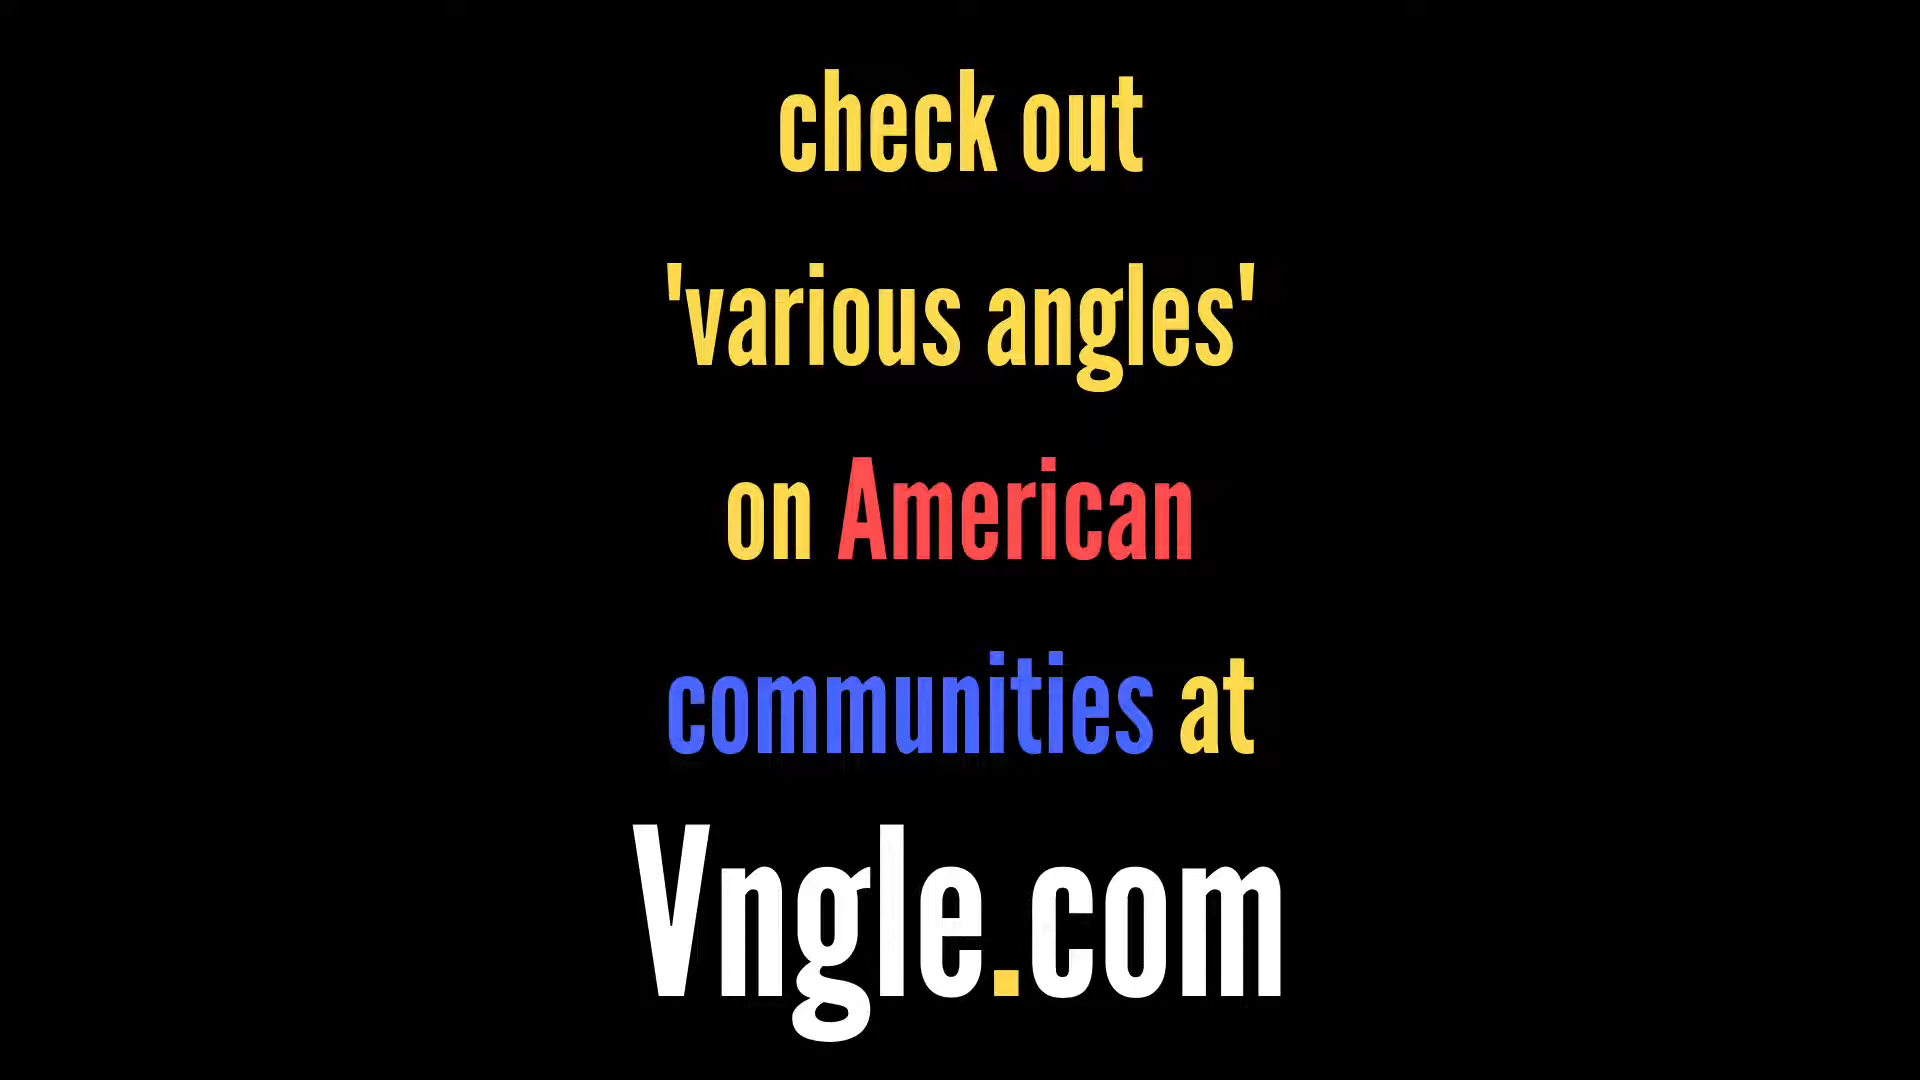 check out
'various angles'
on American
communities at
Vngle.com